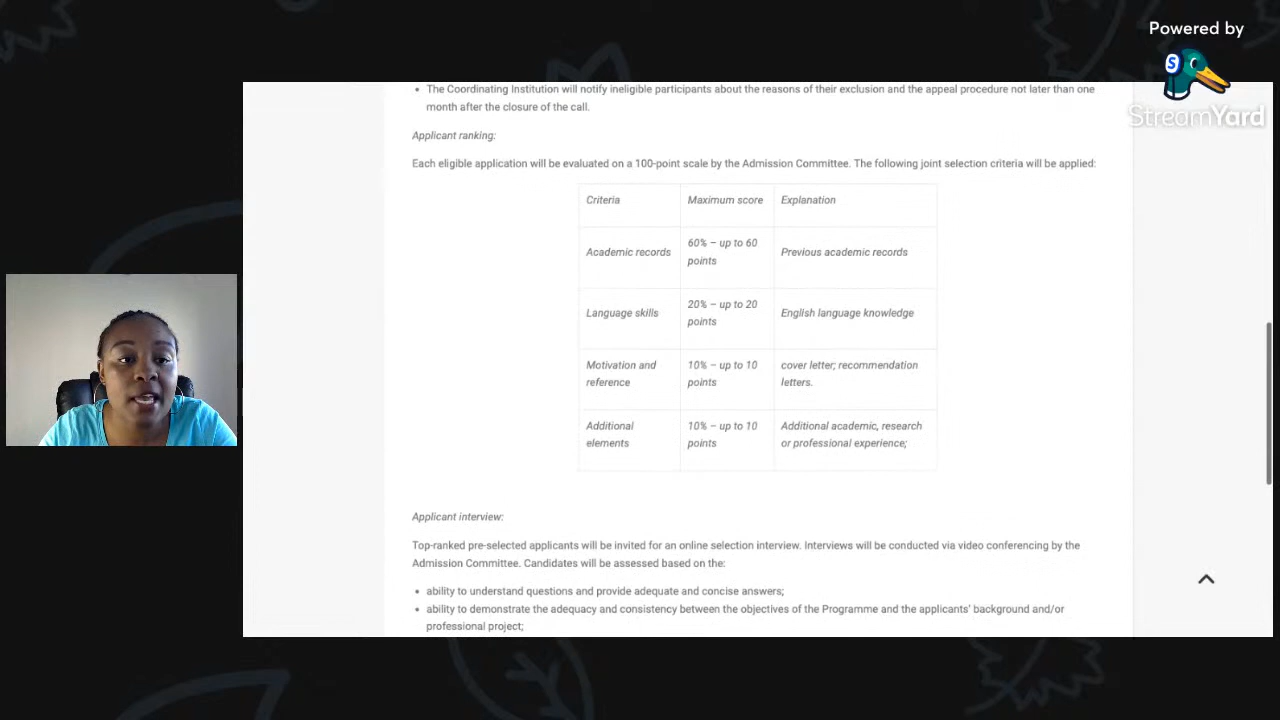 Powered by
StreamYard
• The Coordinating Institution will notify ineligible participants about the reasons of their exclusion and the appeal procedure not later than one
month after the closure of the call.
Applicant ranking:
Each eligible application will be evaluated on a 100-point scale by the Admission Committee. The following joint selection criteria will be applied:
Criteria
Maximum score
Explanation
Academic records
60% – up to 60
points
Previous academic records
Language skills
20% – up to 20
points
English language knowledge
Motivation and
reference
10% – up to 10
points
cover letter; recommendation
letters.
Additional
elements
10% – up to 10
points
Additional academic, research
or professional experience;
Applicant interview:
Top-ranked pre-selected applicants will be invited for an online selection interview. Interviews will be conducted via video conferencing by the
Admission Committee. Candidates will be assessed based on the:
• ability to understand questions and provide adequate and concise answers;
• ability to demonstrate the adequacy and consistency between the objectives of the Programme and the applicants' background and/or
professional project;